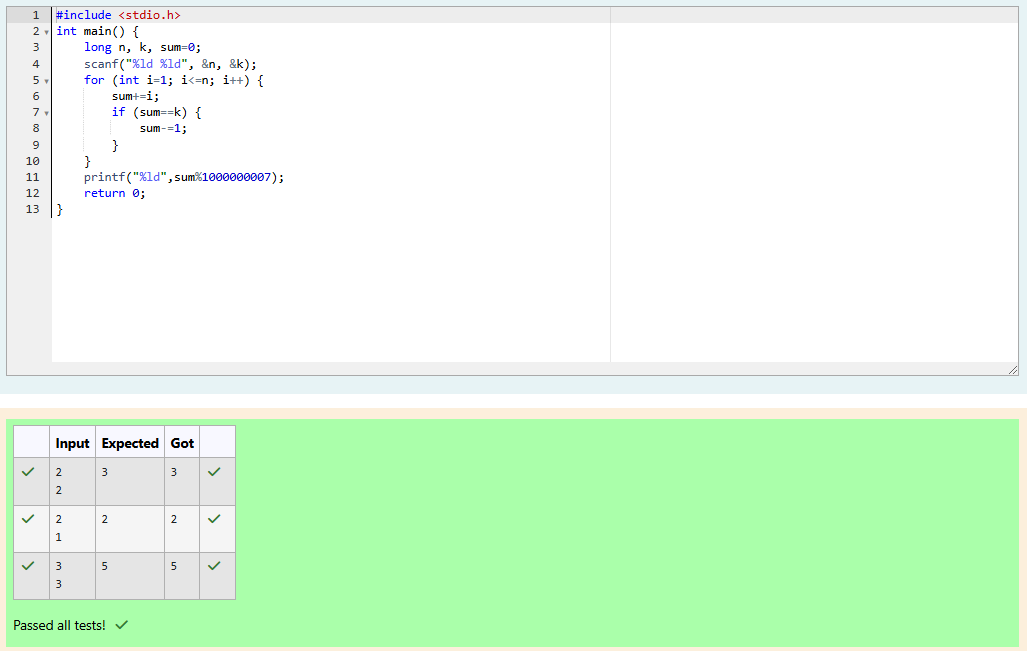 1 #include <stdio.h>
2 int main() {
3     long n, k, sum=0;
4     scanf("%ld %ld", &n, &k);
5     for (int i=1; i<=n; i++) {
6         sum+=i;
7         if (sum==k) {
8             sum-=1;
9         }
10     }
11     printf("%ld",sum%1000000007);
12     return 0;
13 }
Input Expected Got
2 3 3
2
2 2 2
1
3 5 5
3
Passed all tests!